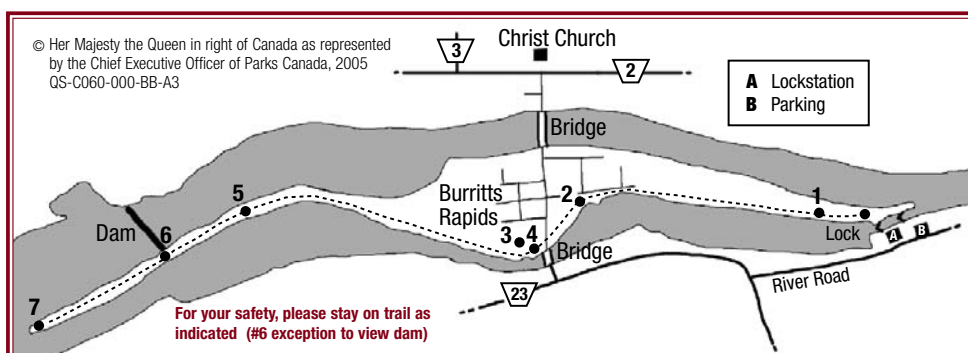 © Her Majesty the Queen in right of Canada as represented
by the Chief Executive Officer of Parks Canada, 2005
QS-C060-000-BB-A3
3
Christ Church
2
A Lockstation
B Parking
Bridge
5
Burritts
Rapids
2
1
Dam
6
3
4
Bridge
Lock
A
B
7
23
River Road
For your safety, please stay on trail as
indicated (#6 exception to view dam)